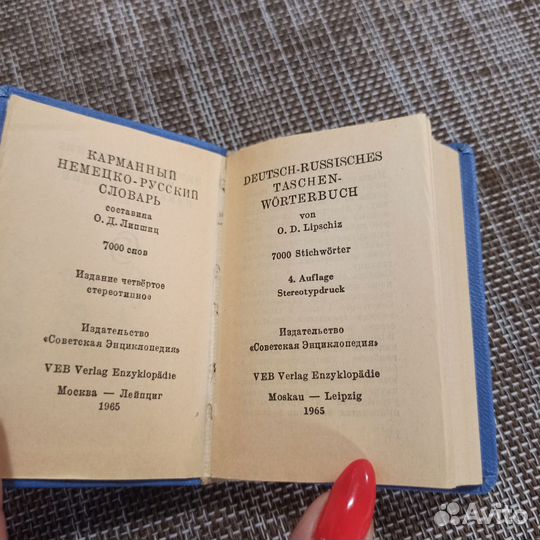 КАРМАННЫЙ
НЕМЕЦКО-РУССКИЙ
СЛОВАРЬ
составила
О. Д. Липшиц
7000 слов
Издание четвёртое
стереотипное
Издательство
«Советская Энциклопедия»
VEB Verlag Enzyklopädie
Москва — Лейпциг
1965
DEUTSCH-RUSSISCHES
TASCHEN-
WÖRTERBUCH
von
O. D. Lipschiz
7000 Stichwörter
4. Auflage
Stereotypdruck
Издательство
«Советская Энциклопедия»
VEB Verlag Enzyklopädie
Moskau — Leipzig
1965
Avito